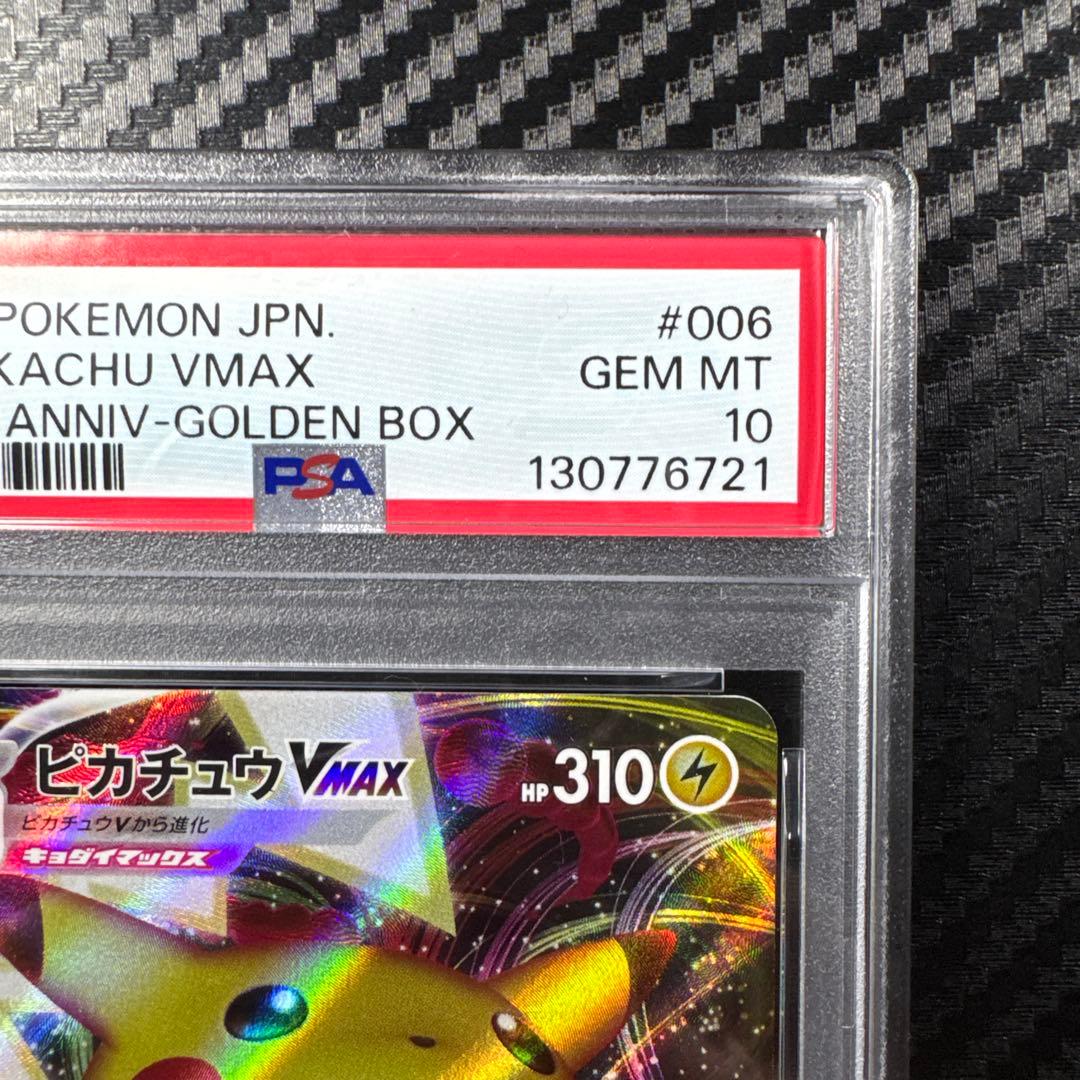 POKEMON JPN.
#006
KACHU VMAX
GEM MT
ANNIV-GOLDEN BOX
10
PSA
130776721
ピカチュウVMAX
HP310
ピカチュウVから進化
キョダイマックス